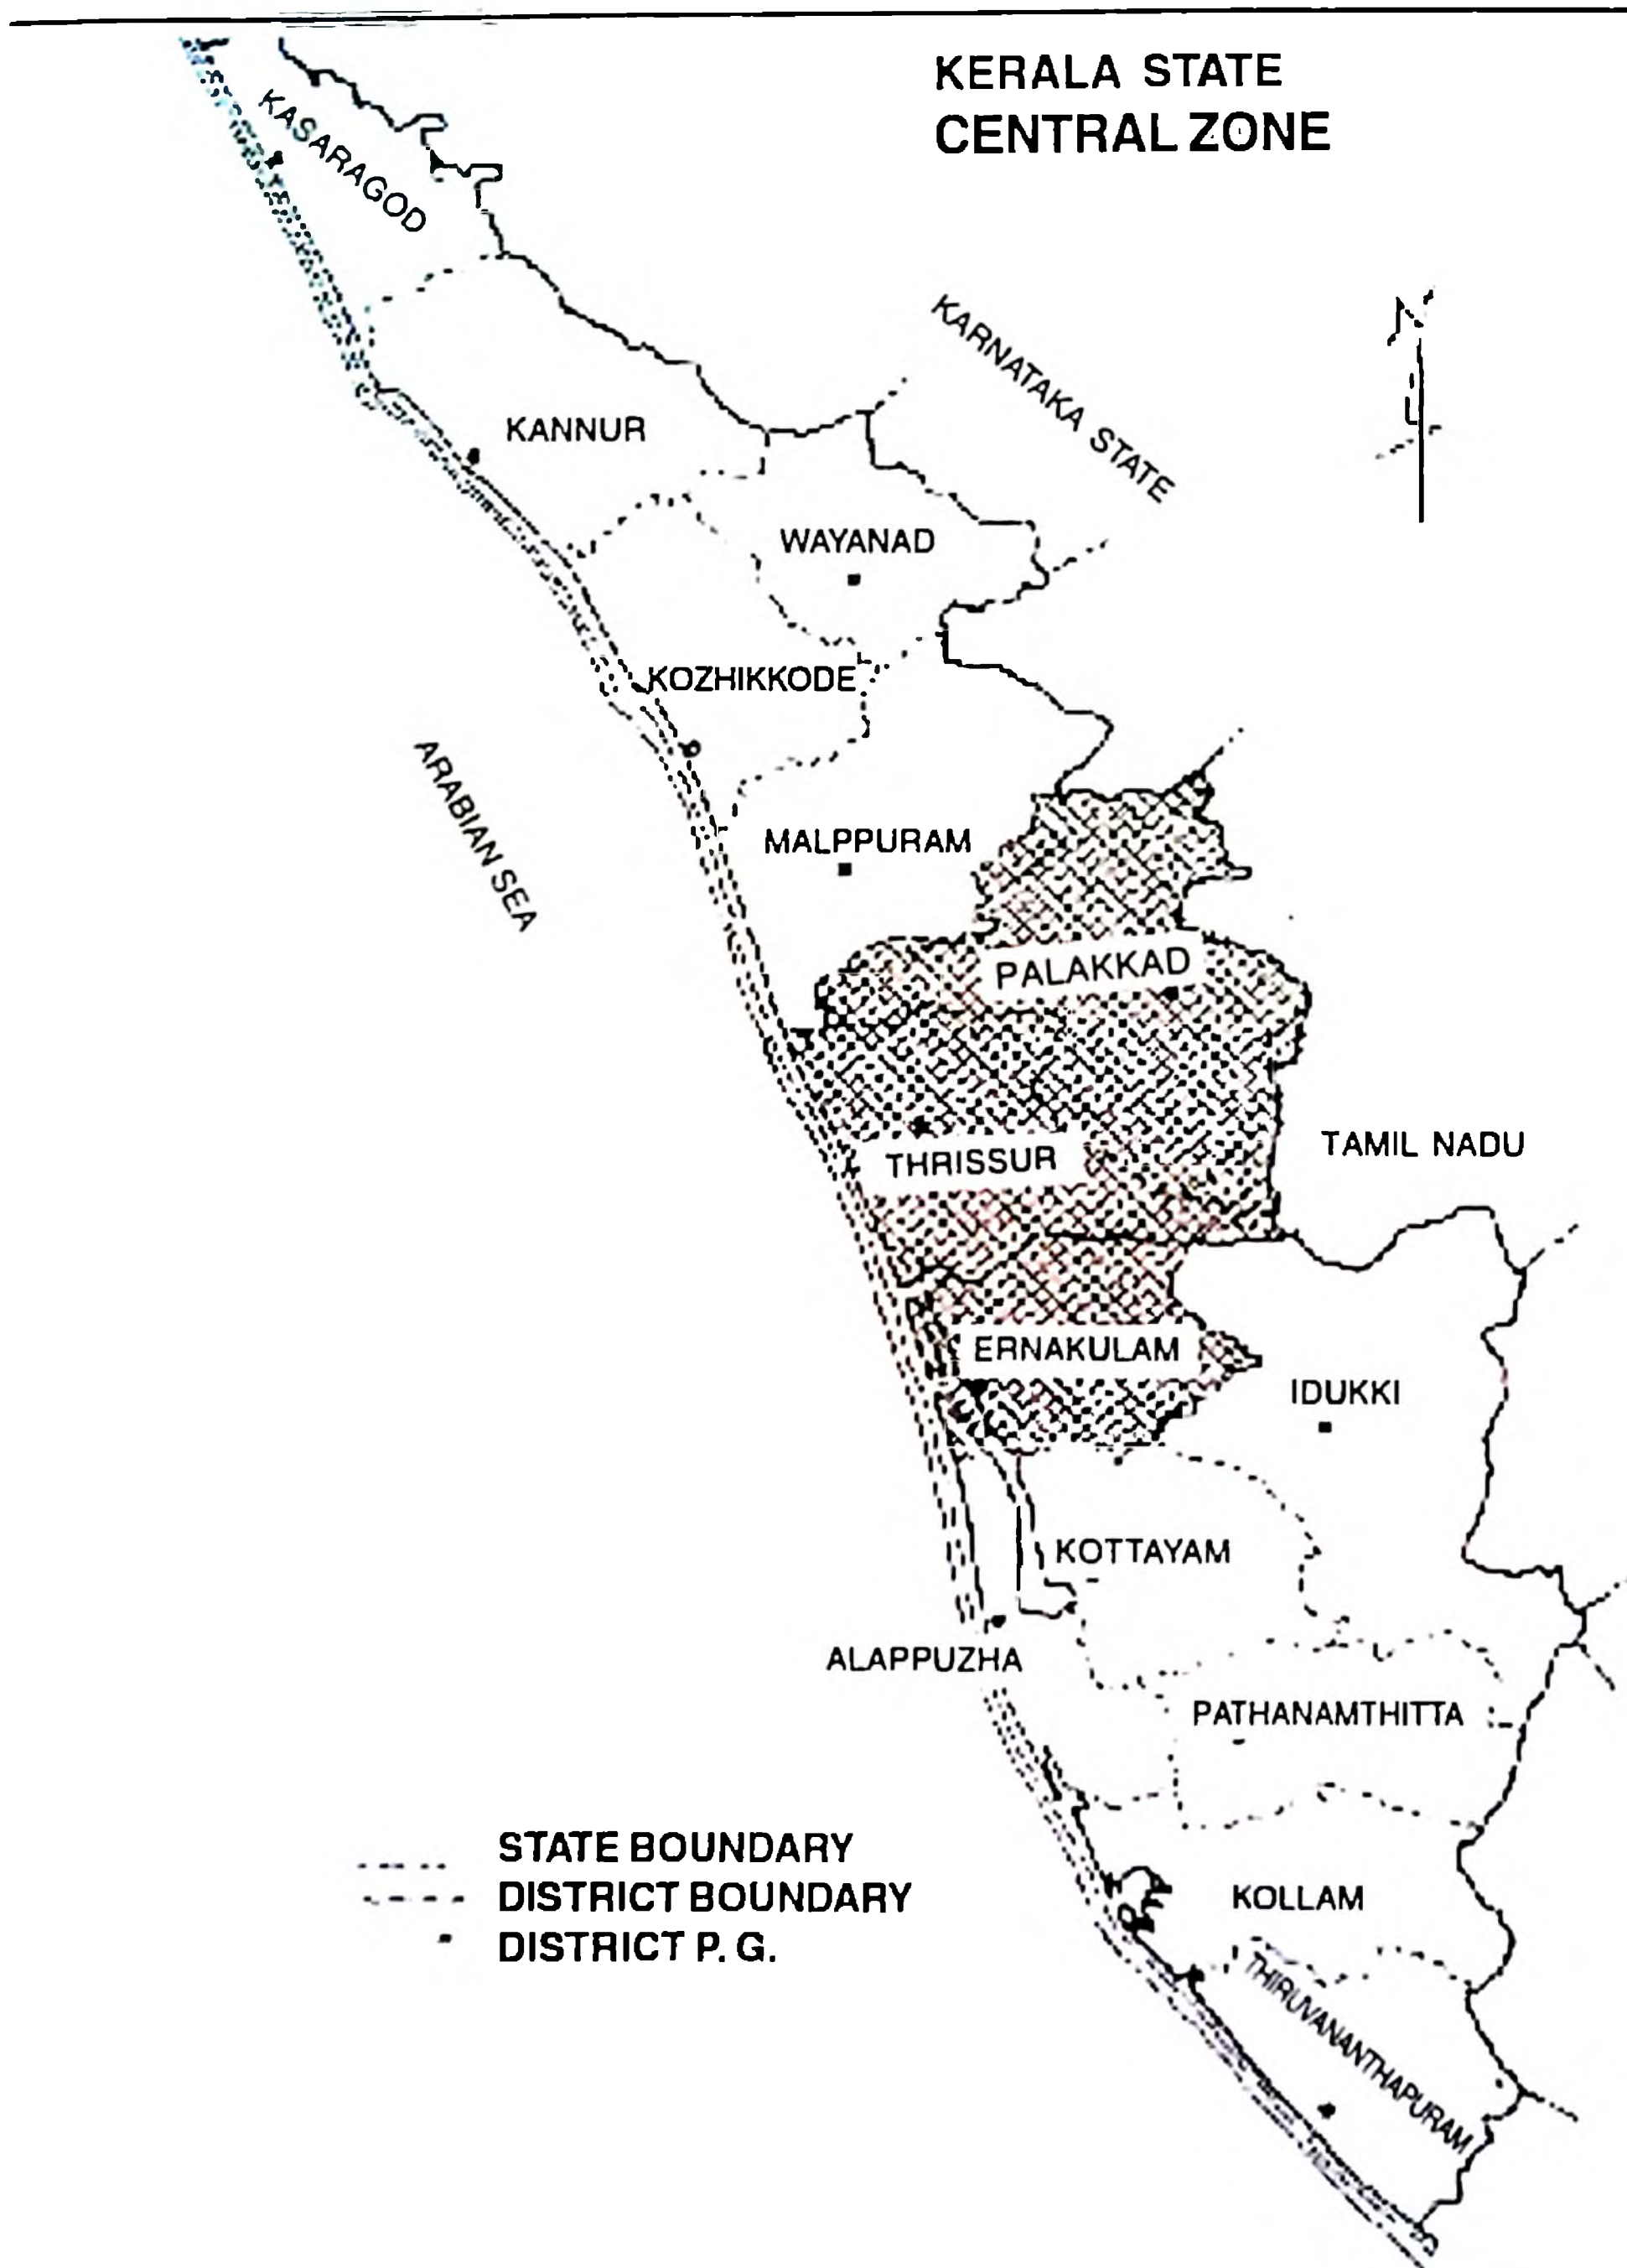 KERALA STATE
CENTRAL ZONE
KASARAGOD
N
KARNATAKA STATE
KANNUR
WAYANAD
KOZHIKKODE
ARABIAN SEA
MALPPURAM
PALAKKAD
TAMIL NADU
THRISSUR
ERNAKULAM
IDUKKI
KOTTAYAM
ALAPPUZHA
PATHANAMTHITTA
STATE BOUNDARY
DISTRICT BOUNDARY
DISTRICT P. G.
KOLLAM
THIRUVANANTHAPURAM